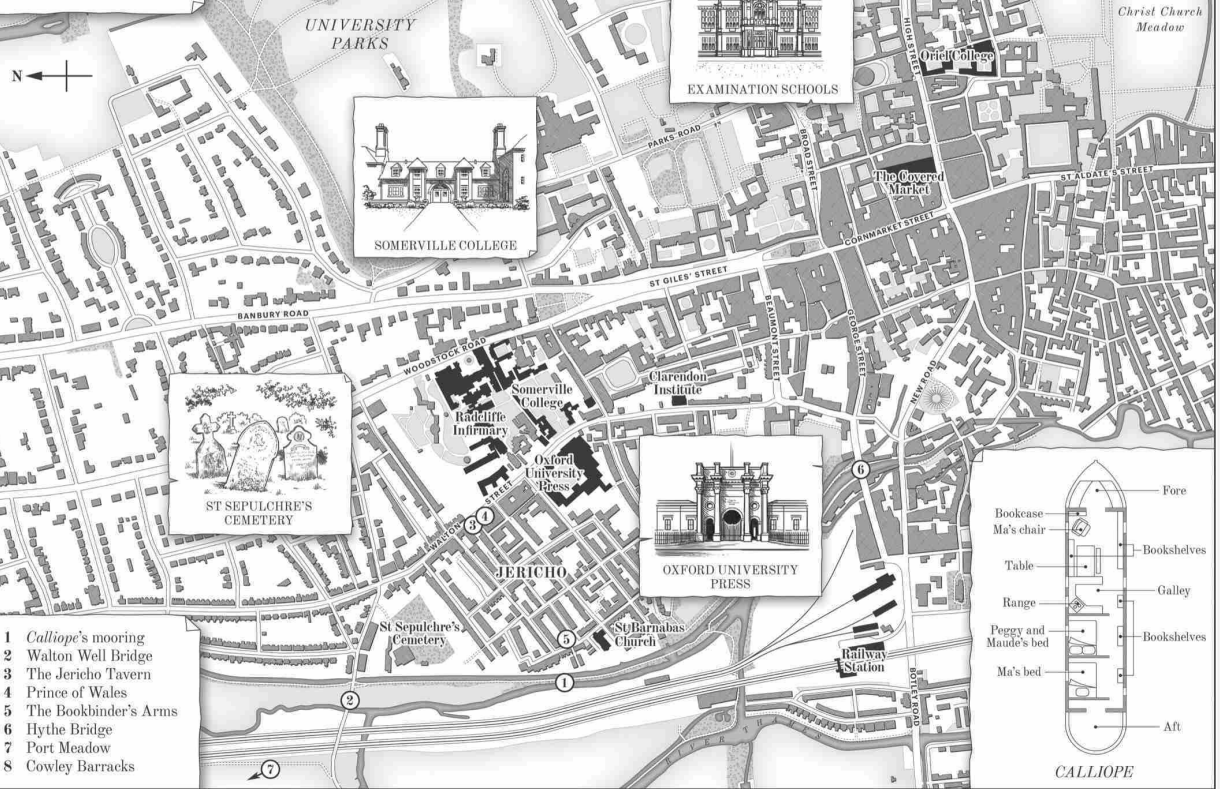 UNIVERSITY
PARKS
Christ Church
Meadow
N
HIGH STREET
Oriel College
EXAMINATION SCHOOLS
PARKS ROAD
BROAD STREET
The Covered
Market
ST ALDATE'S STREET
CORNMARKET STREET
SOMERVILLE COLLEGE
ST GILES' STREET
BANBURY ROAD
BEAUMONT STREET
GEORGE STREET
WOODSTOCK ROAD
NEW ROAD
Clarendon
Institute
Somerville
College
Radcliffe
Infirmary
Oxford
University
Press
ST SEPULCHRE'S
CEMETERY
WALTON STREET
3
4
6
OXFORD UNIVERSITY
PRESS
JERICHO
St Sepulchre's
Cemetery
5
St Barnabas
Church
Railway
Station
1
2
7
BOTLEY ROAD
RIVER THAMES
1 Calliope's mooring
2 Walton Well Bridge
3 The Jericho Tavern
4 Prince of Wales
5 The Bookbinder's Arms
6 Hythe Bridge
7 Port Meadow
8 Cowley Barracks
Fore
Bookcase
Ma's chair
Bookshelves
Table
Galley
Range
Peggy and
Maude's bed
Bookshelves
Ma's bed
Aft
CALLIOPE